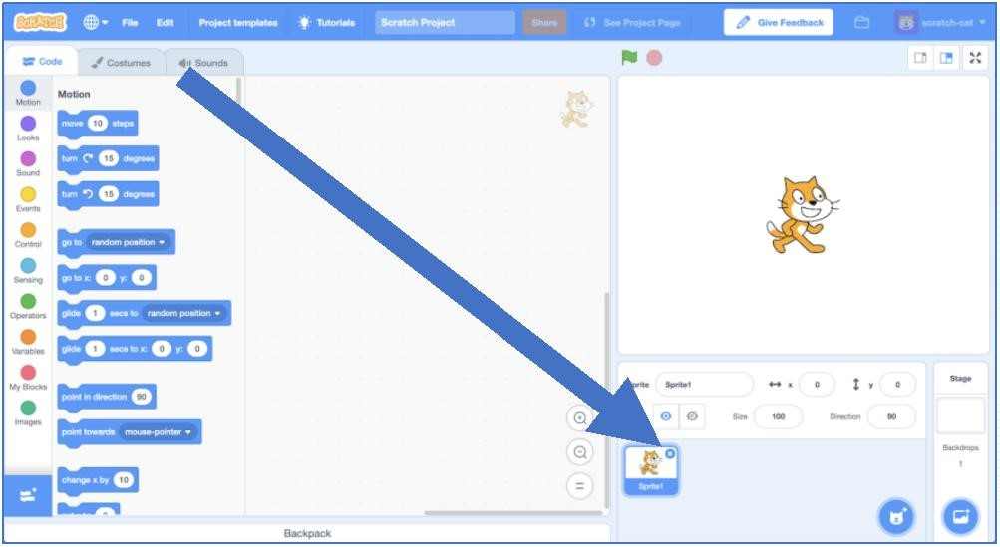 SCRATCH File Edit Project templates Tutorials Scratch Project Share See Project Page Give Feedback scratch-cat
Code Costumes Sounds
Motion
Looks
Sound
Events
Control
Sensing
Operators
Variables
My Blocks
Images
Motion
move 10 steps
turn 15 degrees
turn 15 degrees
go to random position
go to x: 0 y: 0
glide 1 secs to random position
glide 1 secs to x: 0 y: 0
point in direction 90
point towards mouse-pointer
change x by 10
Backpack
Sprite1 x 0 y 0
Size 100 Direction 90
Sprite1
Stage
Backdrops
1